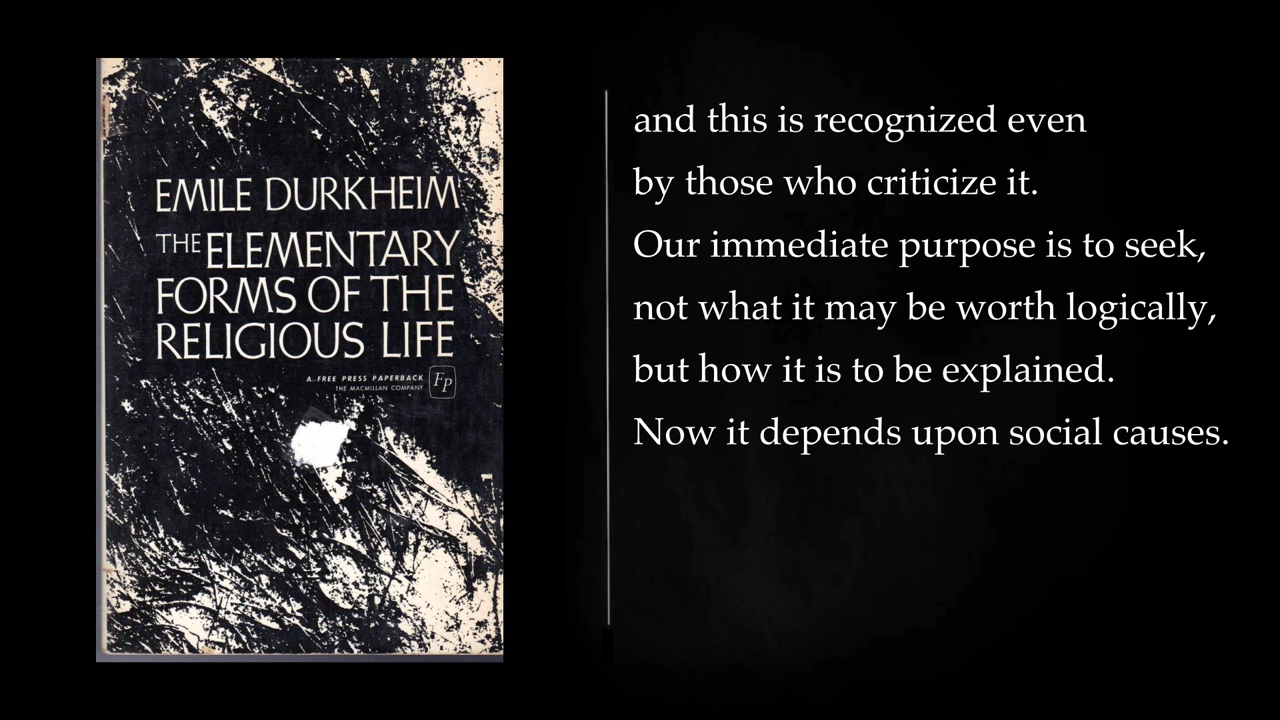 EMILE DURKHEIM
THE ELEMENTARY
FORMS OF THE
RELIGIOUS LIFE
A FREE PRESS PAPERBACK
THE MACMILLAN COMPANY
Fp
and this is recognized even
by those who criticize it.
Our immediate purpose is to seek,
not what it may be worth logically,
but how it is to be explained.
Now it depends upon social causes.